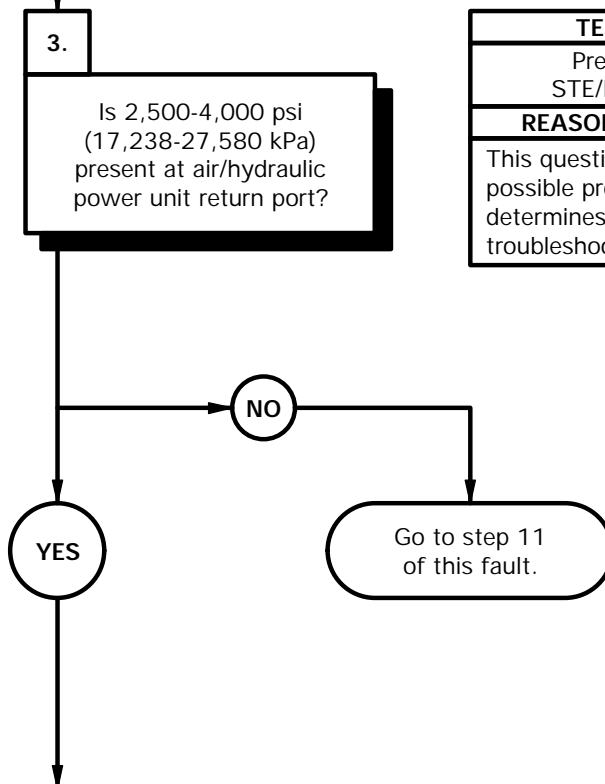 3.
Is 2,500-4,000 psi
(17,238-27,580 kPa)
present at air/hydraulic
power unit return port?
TE
Pre
STE/
REASO
This questi
possible pr
determines
troubleshoo
NO
YES
Go to step 11
of this fault.